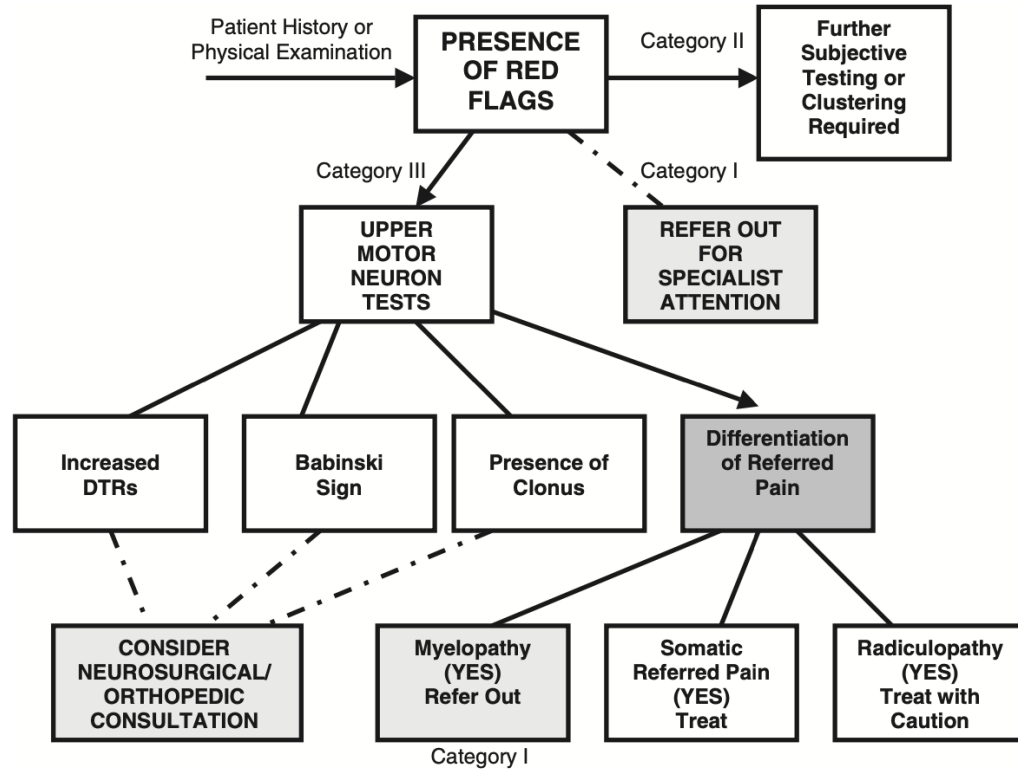 Patient History or
Physical Examination
PRESENCE
OF RED
FLAGS
Category II
Further
Subjective
Testing or
Clustering
Required
Category III
Category I
UPPER
MOTOR
NEURON
TESTS
REFER OUT
FOR
SPECIALIST
ATTENTION
Increased
DTRs
Babinski
Sign
Presence of
Clonus
Differentiation
of Referred
Pain
CONSIDER
NEUROSURGICAL/
ORTHOPEDIC
CONSULTATION
Myelopathy
(YES)
Refer Out
Somatic
Referred Pain
(YES)
Treat
Radiculopathy
(YES)
Treat with
Caution
Category I